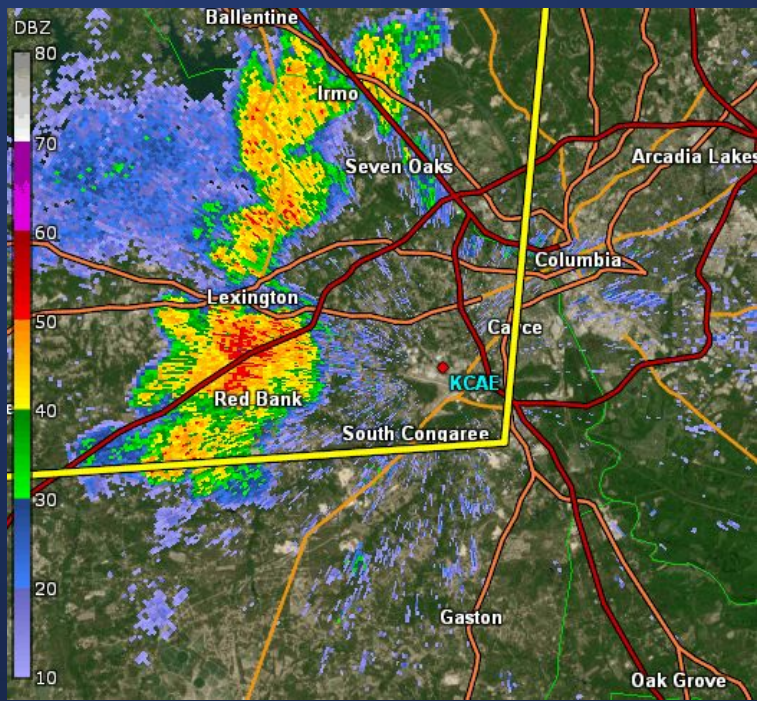 Ballentine
DBZ
80
Irmo
70
Seven Oaks
Arcadia Lakes
60
Columbia
Lexington
50
Cayce
KCAE
Red Bank
40
South Congaree
30
20
Gaston
10
Oak Grove